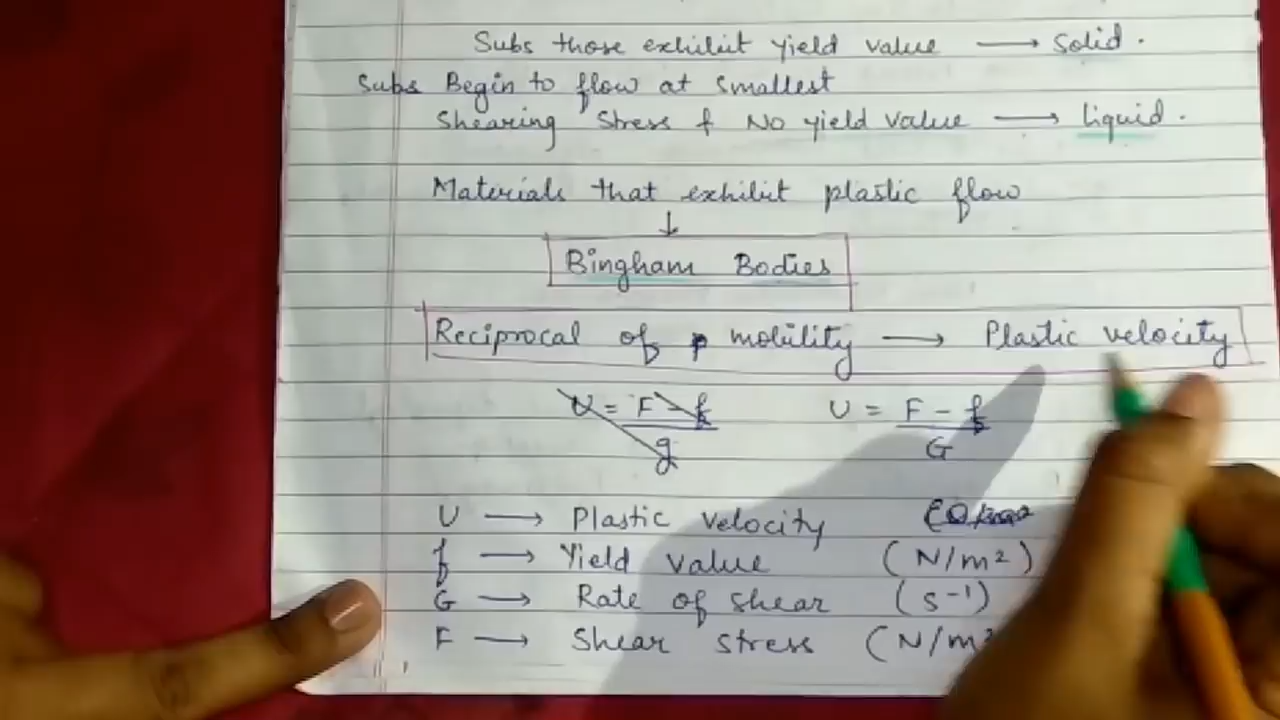 Subs those exhibit yield value → Solid.
Subs Begin to flow at smallest
Shearing Stress & No yield value → liquid.
Materials that exhibit plastic flow
↓
Bingham Bodies
Reciprocal of mobility → Plastic velocity
U = F - f / g U = F - f / G
U → Plastic velocity
f → Yield value (N/m²)
G → Rate of shear (s⁻¹)
F → Shear stress (N/m²